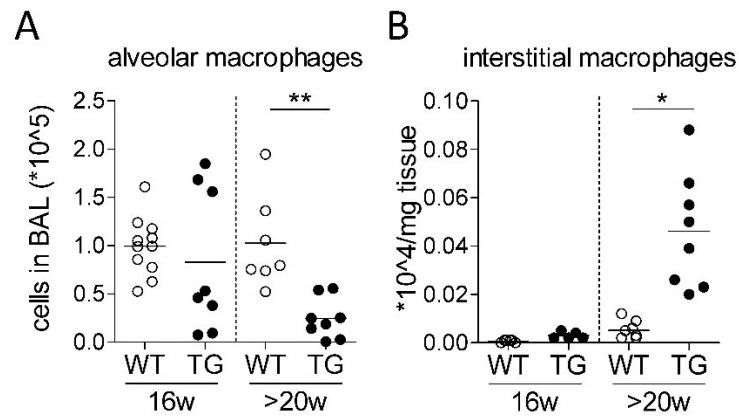 A
alveolar macrophages
cells in BAL (*10^5)
2.5
2.0
1.5
1.0
0.5
0.0
**
WT TG WT TG
16w >20w
B
interstitial macrophages
*10^4/mg tissue
0.10
0.08
0.06
0.04
0.02
0.00
*
WT TG WT TG
16w >20w